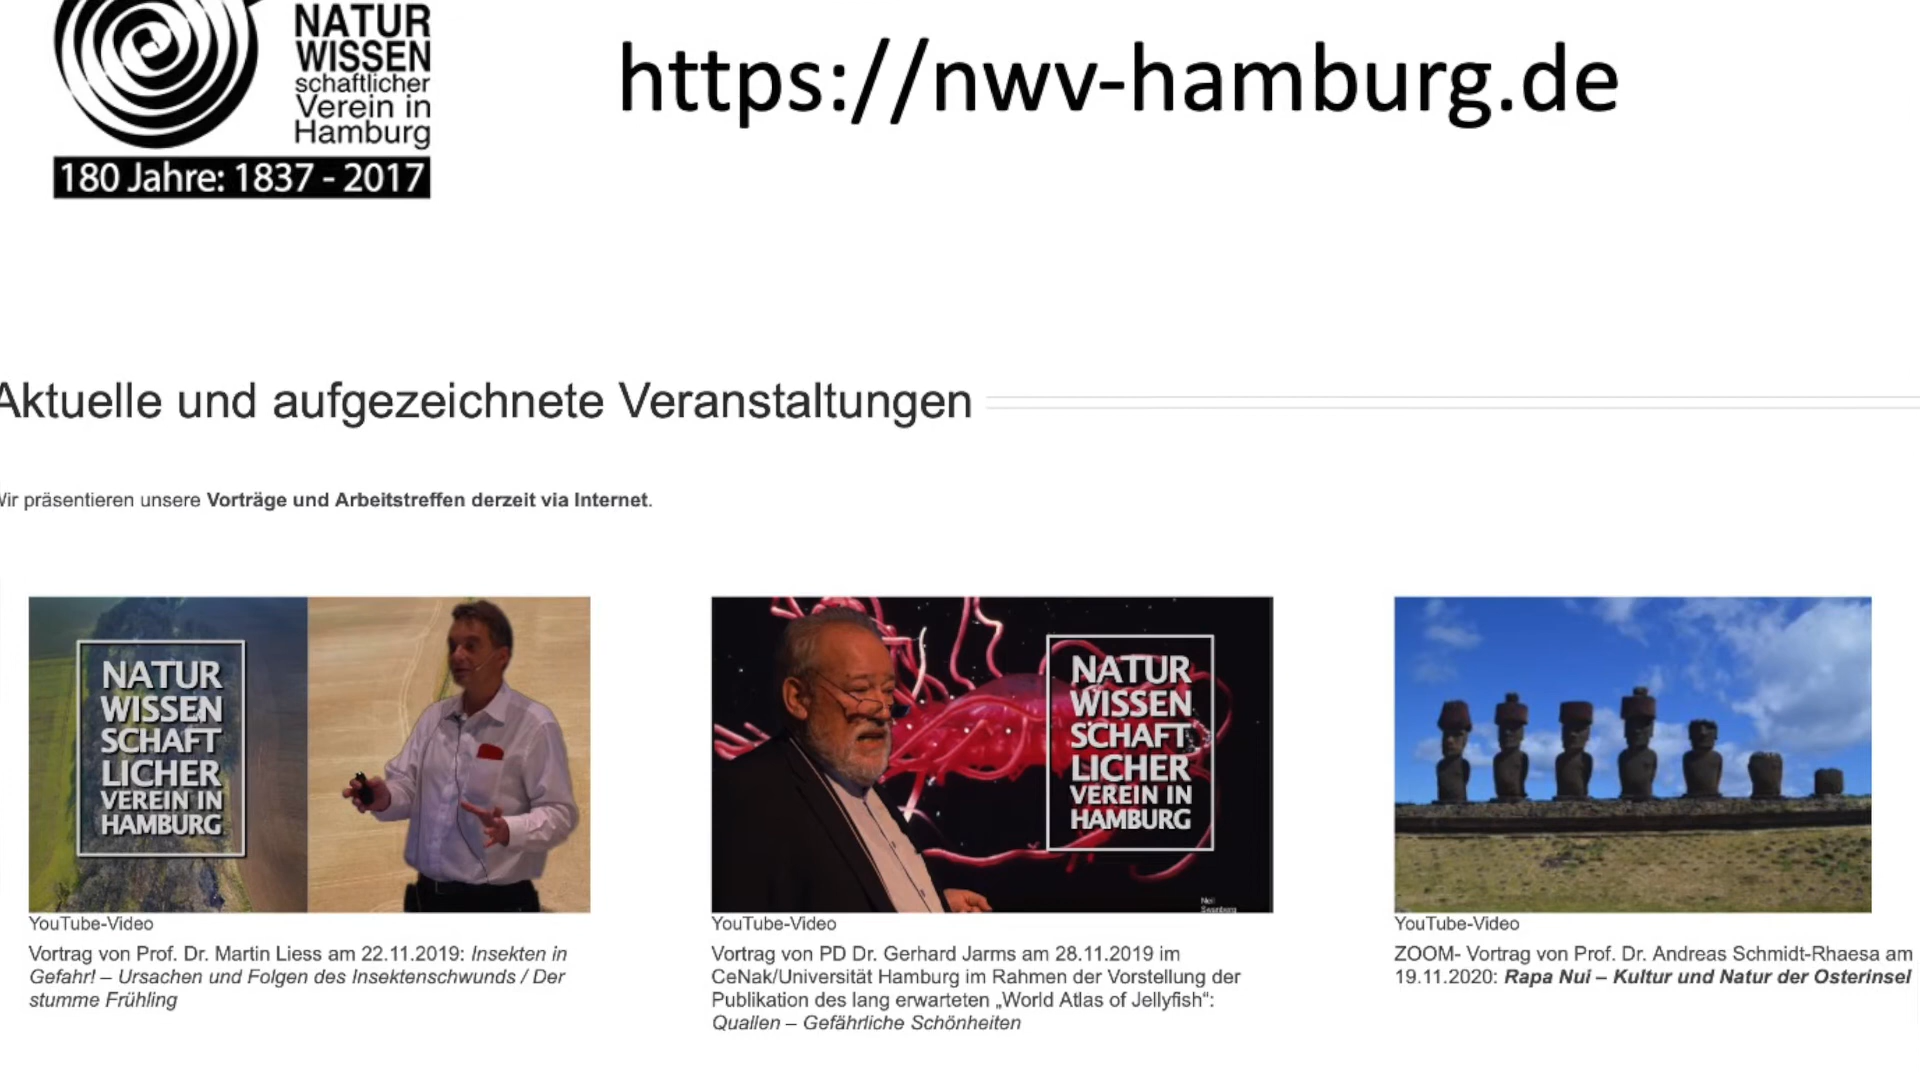 NATUR
WISSEN
schaftlicher
Verein in
Hamburg
180 Jahre: 1837 - 2017
https://nwv-hamburg.de
Aktuelle und aufgezeichnete Veranstaltungen
Wir präsentieren unsere Vorträge und Arbeitstreffen derzeit via Internet.
NATUR
WISSEN
SCHAFT
LICHER
VEREIN IN
HAMBURG
YouTube-Video
Vortrag von Prof. Dr. Martin Liess am 22.11.2019: Insekten in
Gefahr! – Ursachen und Folgen des Insektenschwunds / Der
stumme Frühling
NATUR
WISSEN
SCHAFT
LICHER
VEREIN IN
HAMBURG
YouTube-Video
Vortrag von PD Dr. Gerhard Jarms am 28.11.2019 im
CeNak/Universität Hamburg im Rahmen der Vorstellung der
Publikation des lang erwarteten „World Atlas of Jellyfish“:
Quallen – Gefährliche Schönheiten
YouTube-Video
ZOOM- Vortrag von Prof. Dr. Andreas Schmidt-Rhaesa am
19.11.2020: Rapa Nui – Kultur und Natur der Osterinsel